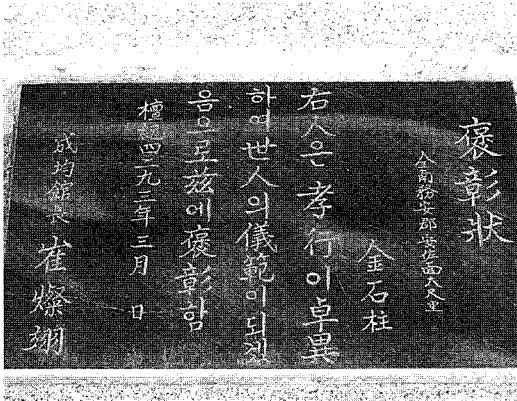 褒彰狀
全南務安郡安佐面大尺里
金石柱
右人은 孝行이 卓異
하여 世人의 儀範이 되겠
음으로 玆에 褒彰함
檀紀四二九三年三月 日
成均館長 崔燦翊